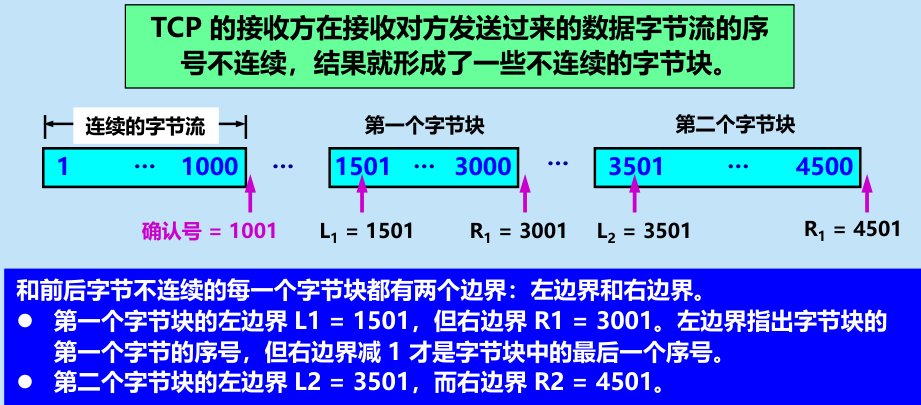 TCP 的接收方在接收对方发送过来的数据字节流的序
号不连续，结果就形成了一些不连续的字节块。
连续的字节流 第一个字节块 第二个字节块
1 ··· 1000 ··· 1501 ··· 3000 ··· 3501 ··· 4500
确认号 = 1001 L₁ = 1501 R₁ = 3001 L₂ = 3501 R₁ = 4501
和前后字节不连续的每一个字节块都有两个边界：左边界和右边界。
● 第一个字节块的左边界 L1 = 1501，但右边界 R1 = 3001。左边界指出字节块的
第一个字节的序号，但右边界减 1 才是字节块中的最后一个序号。
● 第二个字节块的左边界 L2 = 3501，而右边界 R2 = 4501。